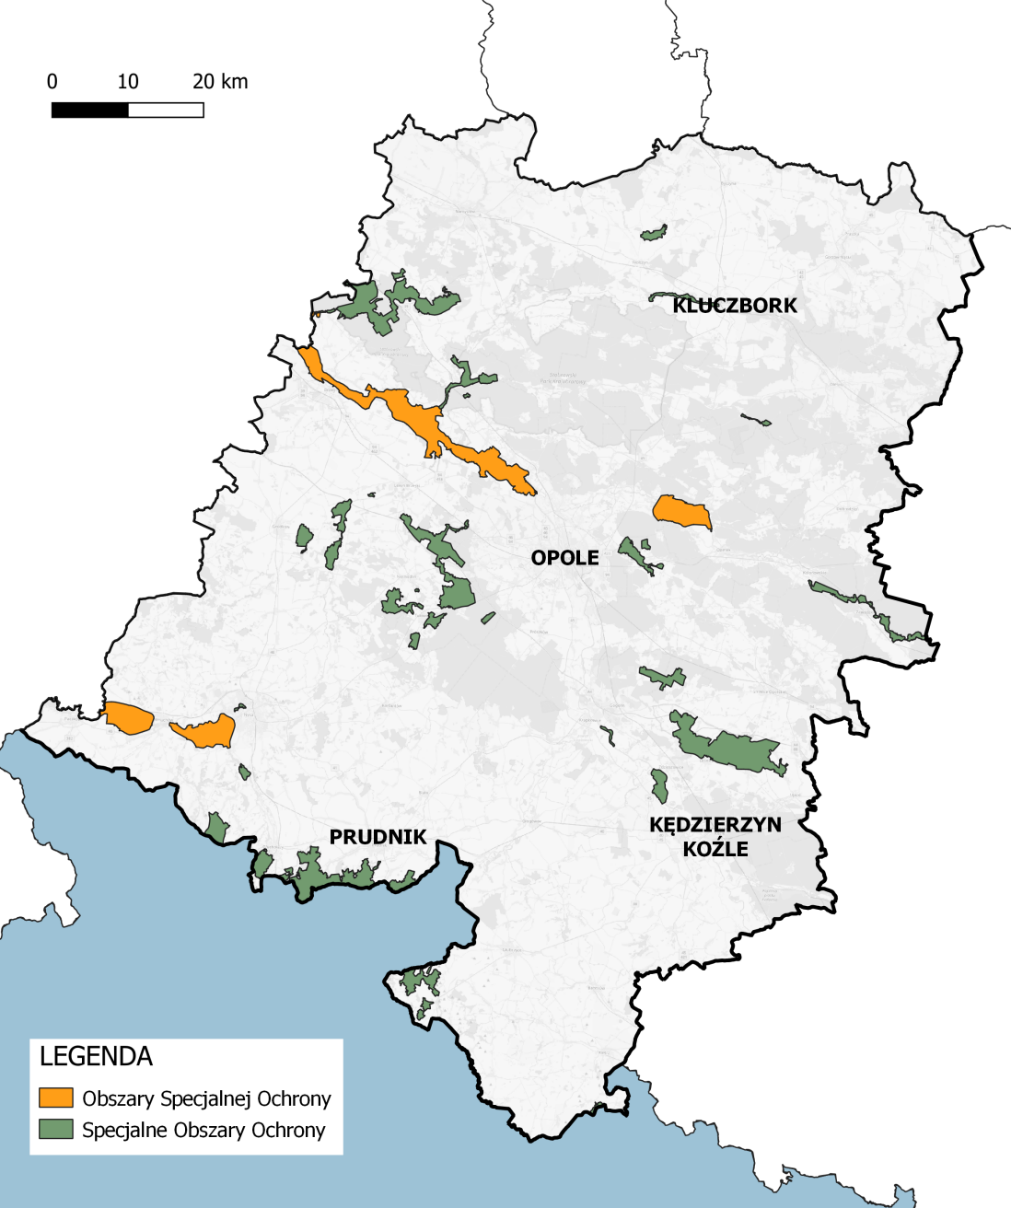 0 10 20 km
KLUCZBORK
OPOLE
PRUDNIK
KĘDZIERZYN
KOŹLE
LEGENDA
Obszary Specjalnej Ochrony
Specjalne Obszary Ochrony